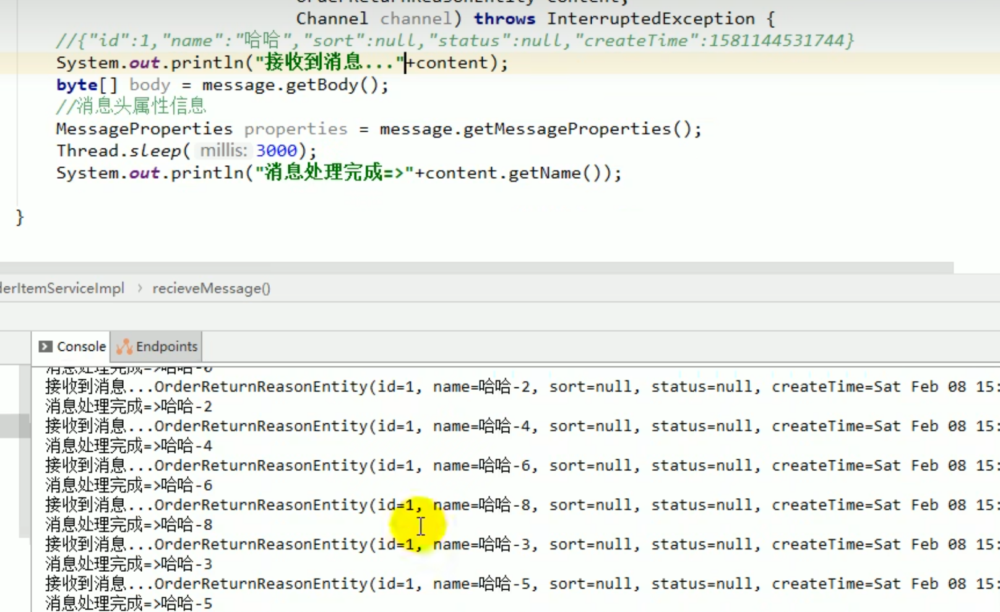 OrderReturnReasonEntity content,
Channel channel) throws InterruptedException {
//{"id":1,"name":"哈哈","sort":null,"status":null,"createTime":1581144531744}
System.out.println("接收到消息..."+content);
byte[] body = message.getBody();
//消息头属性信息
MessageProperties properties = message.getMessageProperties();
Thread.sleep( millis: 3000);
System.out.println("消息处理完成=>"+content.getName());
}
derItemServiceImpl › recieveMessage()
Console Endpoints
消息处理完成=>哈哈-0
接收到消息...OrderReturnReasonEntity(id=1, name=哈哈-2, sort=null, status=null, createTime=Sat Feb 08 15:
消息处理完成=>哈哈-2
接收到消息...OrderReturnReasonEntity(id=1, name=哈哈-4, sort=null, status=null, createTime=Sat Feb 08 15:
消息处理完成=>哈哈-4
接收到消息...OrderReturnReasonEntity(id=1, name=哈哈-6, sort=null, status=null, createTime=Sat Feb 08 15:
消息处理完成=>哈哈-6
接收到消息...OrderReturnReasonEntity(id=1, name=哈哈-8, sort=null, status=null, createTime=Sat Feb 08 15:
消息处理完成=>哈哈-8
接收到消息...OrderReturnReasonEntity(id=1, name=哈哈-3, sort=null, status=null, createTime=Sat Feb 08 15:
消息处理完成=>哈哈-3
接收到消息...OrderReturnReasonEntity(id=1, name=哈哈-5, sort=null, status=null, createTime=Sat Feb 08 15:
消息处理完成=>哈哈-5